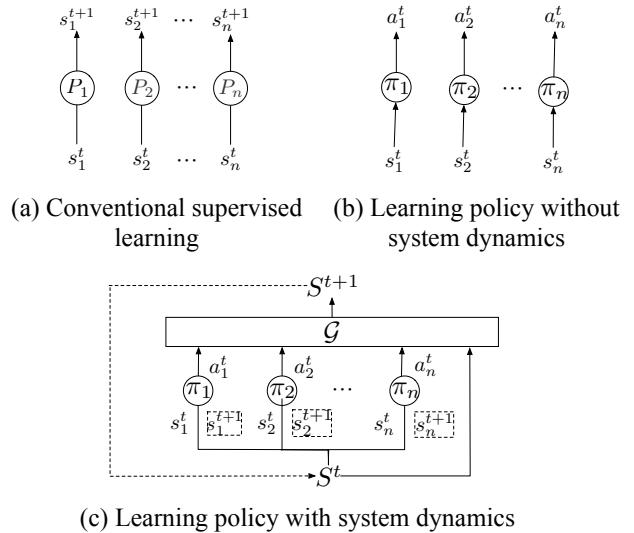 s_1^{t+1} s_2^{t+1} ⋯ s_n^{t+1}
P_1 P_2 ⋯ P_n
s_1^t s_2^t ⋯ s_n^t
(a) Conventional supervised
learning
a_1^t a_2^t a_n^t
π_1 π_2 ⋯ π_n
s_1^t s_2^t s_n^t
(b) Learning policy without
system dynamics
S^{t+1}
𝒢
a_1^t a_2^t a_n^t
π_1 π_2 ⋯ π_n
s_1^t s_1^{t+1} s_2^t s_2^{t+1} s_n^t s_n^{t+1}
S^t
(c) Learning policy with system dynamics